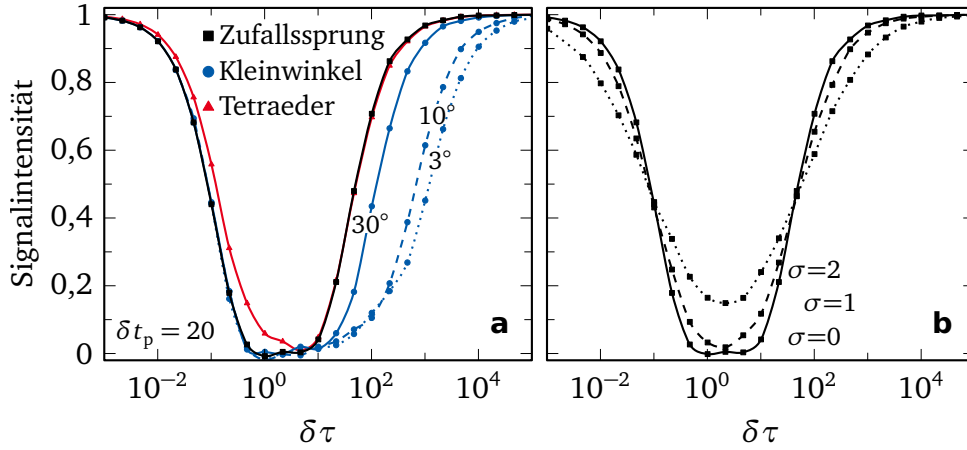 Signalintensität
1
0,8
0,6
0,4
0,2
0
Zufallssprung
Kleinwinkel
Tetraeder
10°
3°
30°
δtp = 20
a
10⁻²
10⁰
10²
10⁴
δτ
σ=2
σ=1
σ=0
b
10⁻²
10⁰
10²
10⁴
δτ